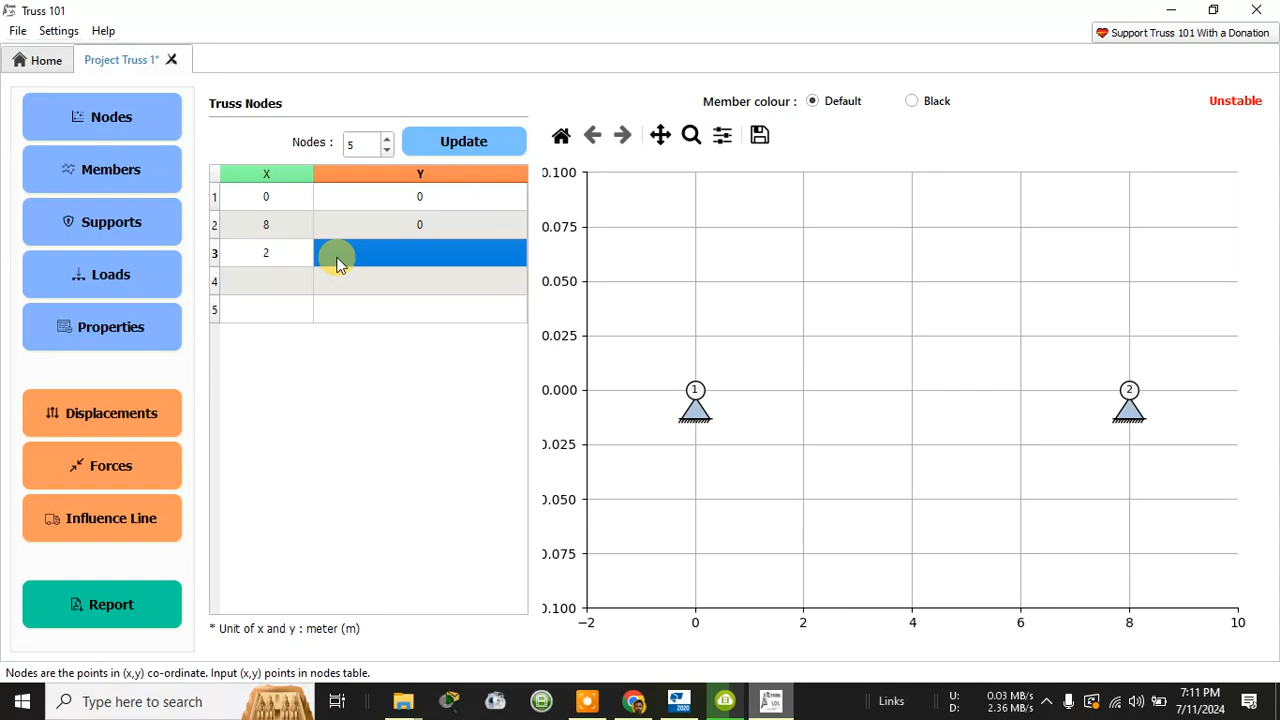 Truss 101
File Settings Help
Support Truss 101 With a Donation
Home Project Truss 1*
Truss Nodes
Member colour : Default Black
Unstable
Nodes : 5 Update
X Y
1 0 0
2 8 0
3 2
4
5
* Unit of x and y : meter (m)
Nodes
Members
Supports
Loads
Properties
Displacements
Forces
Influence Line
Report
0.100
0.075
0.050
0.025
0.000
0.025
0.050
0.075
0.100
1 2
−2 0 2 4 6 8 10
Nodes are the points in (x,y) co-ordinate. Input (x,y) points in nodes table.
Type here to search
2020
Links
U: 0.03 MB/s
D: 2.36 MB/s
7:11 PM
7/11/2024